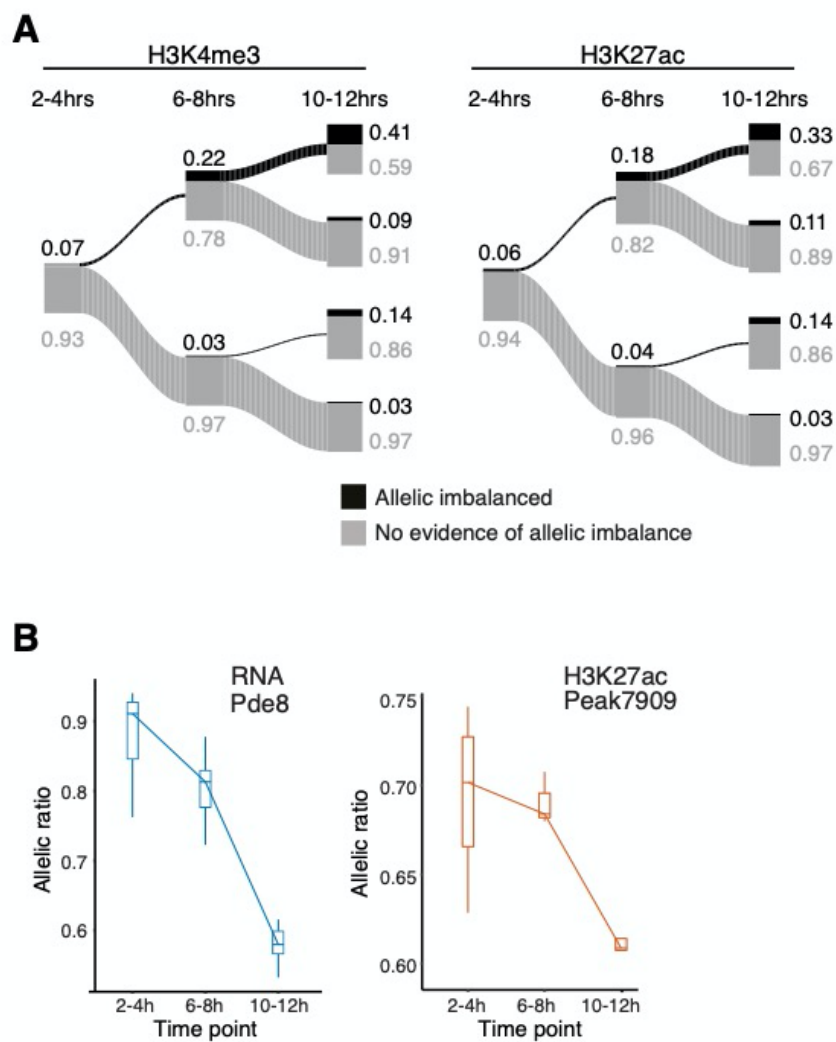 A
H3K4me3
2-4hrs 6-8hrs 10-12hrs
0.41
0.59
0.22
0.78
0.09
0.91
0.07
0.93
0.14
0.86
0.03
0.97
0.03
0.97
H3K27ac
2-4hrs 6-8hrs 10-12hrs
0.33
0.67
0.18
0.82
0.11
0.89
0.06
0.94
0.14
0.86
0.04
0.96
0.03
0.97
Allelic imbalanced
No evidence of allelic imbalance
B
RNA
Pde8
Allelic ratio
0.9
0.8
0.7
0.6
2-4h 6-8h 10-12h
Time point
H3K27ac
Peak7909
Allelic ratio
0.75
0.70
0.65
0.60
2-4h 6-8h 10-12h
Time point